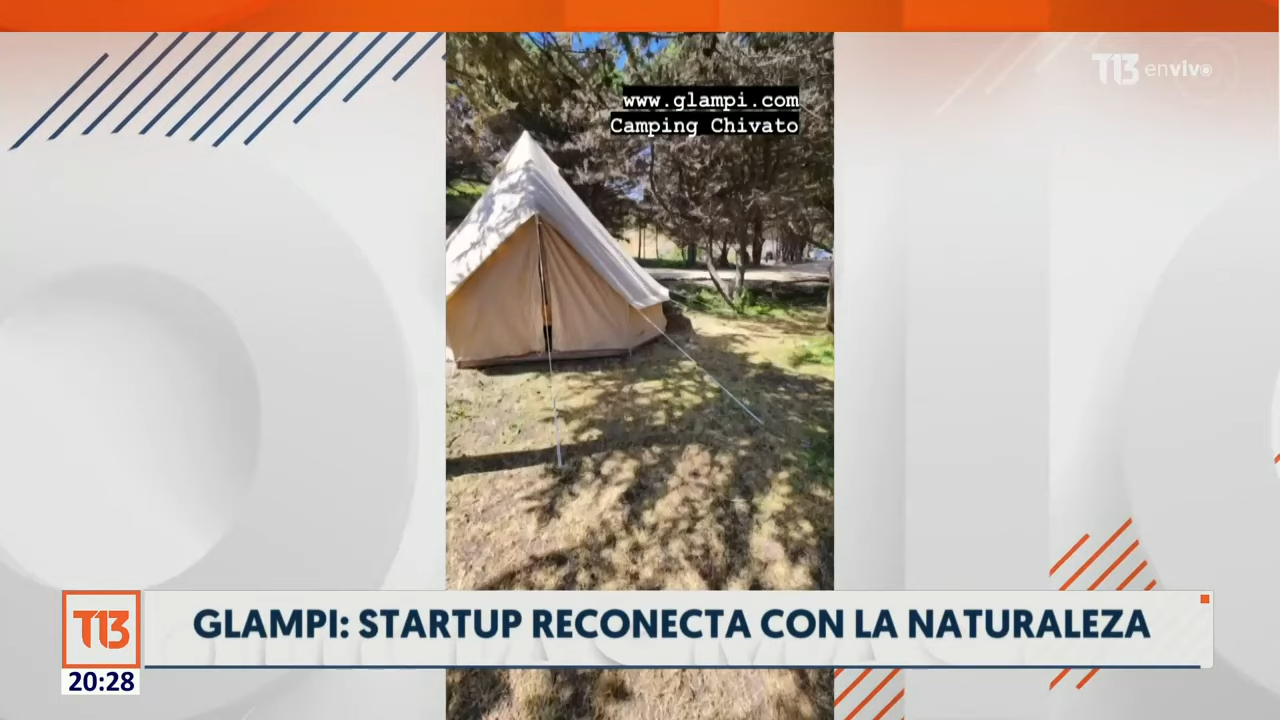 T13 envivo
www.glampi.com
Camping Chivato
T13
GLAMPI: STARTUP RECONECTA CON LA NATURALEZA
20:28